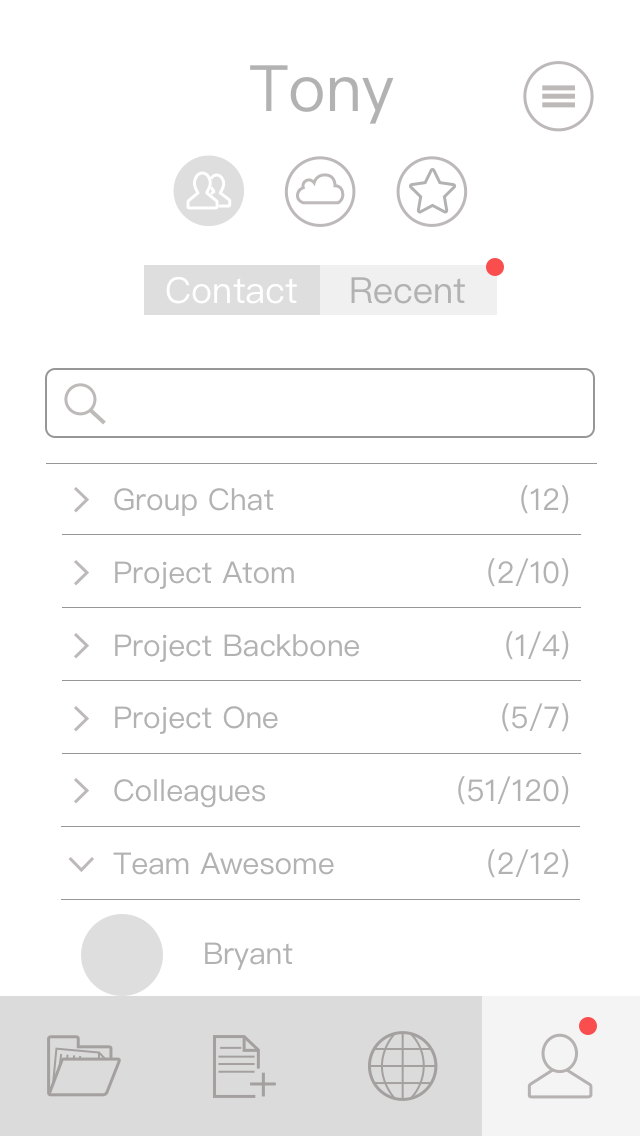 Tony
Contact Recent
Group Chat (12)
Project Atom (2/10)
Project Backbone (1/4)
Project One (5/7)
Colleagues (51/120)
Team Awesome (2/12)
Bryant